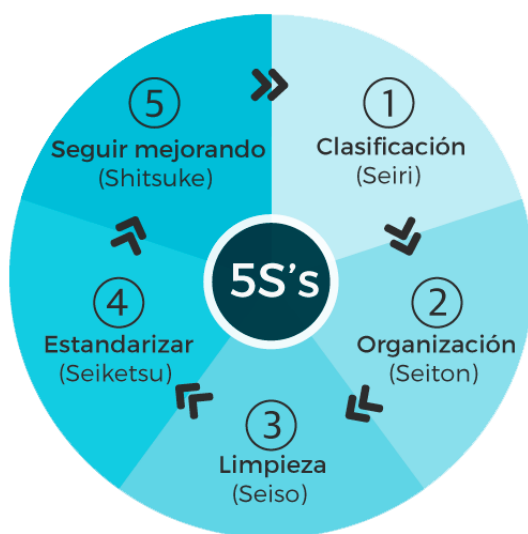 1
Clasificación
(Seiri)
2
Organización
(Seiton)
3
Limpieza
(Seiso)
4
Estandarizar
(Seiketsu)
5
Seguir mejorando
(Shitsuke)
5S's